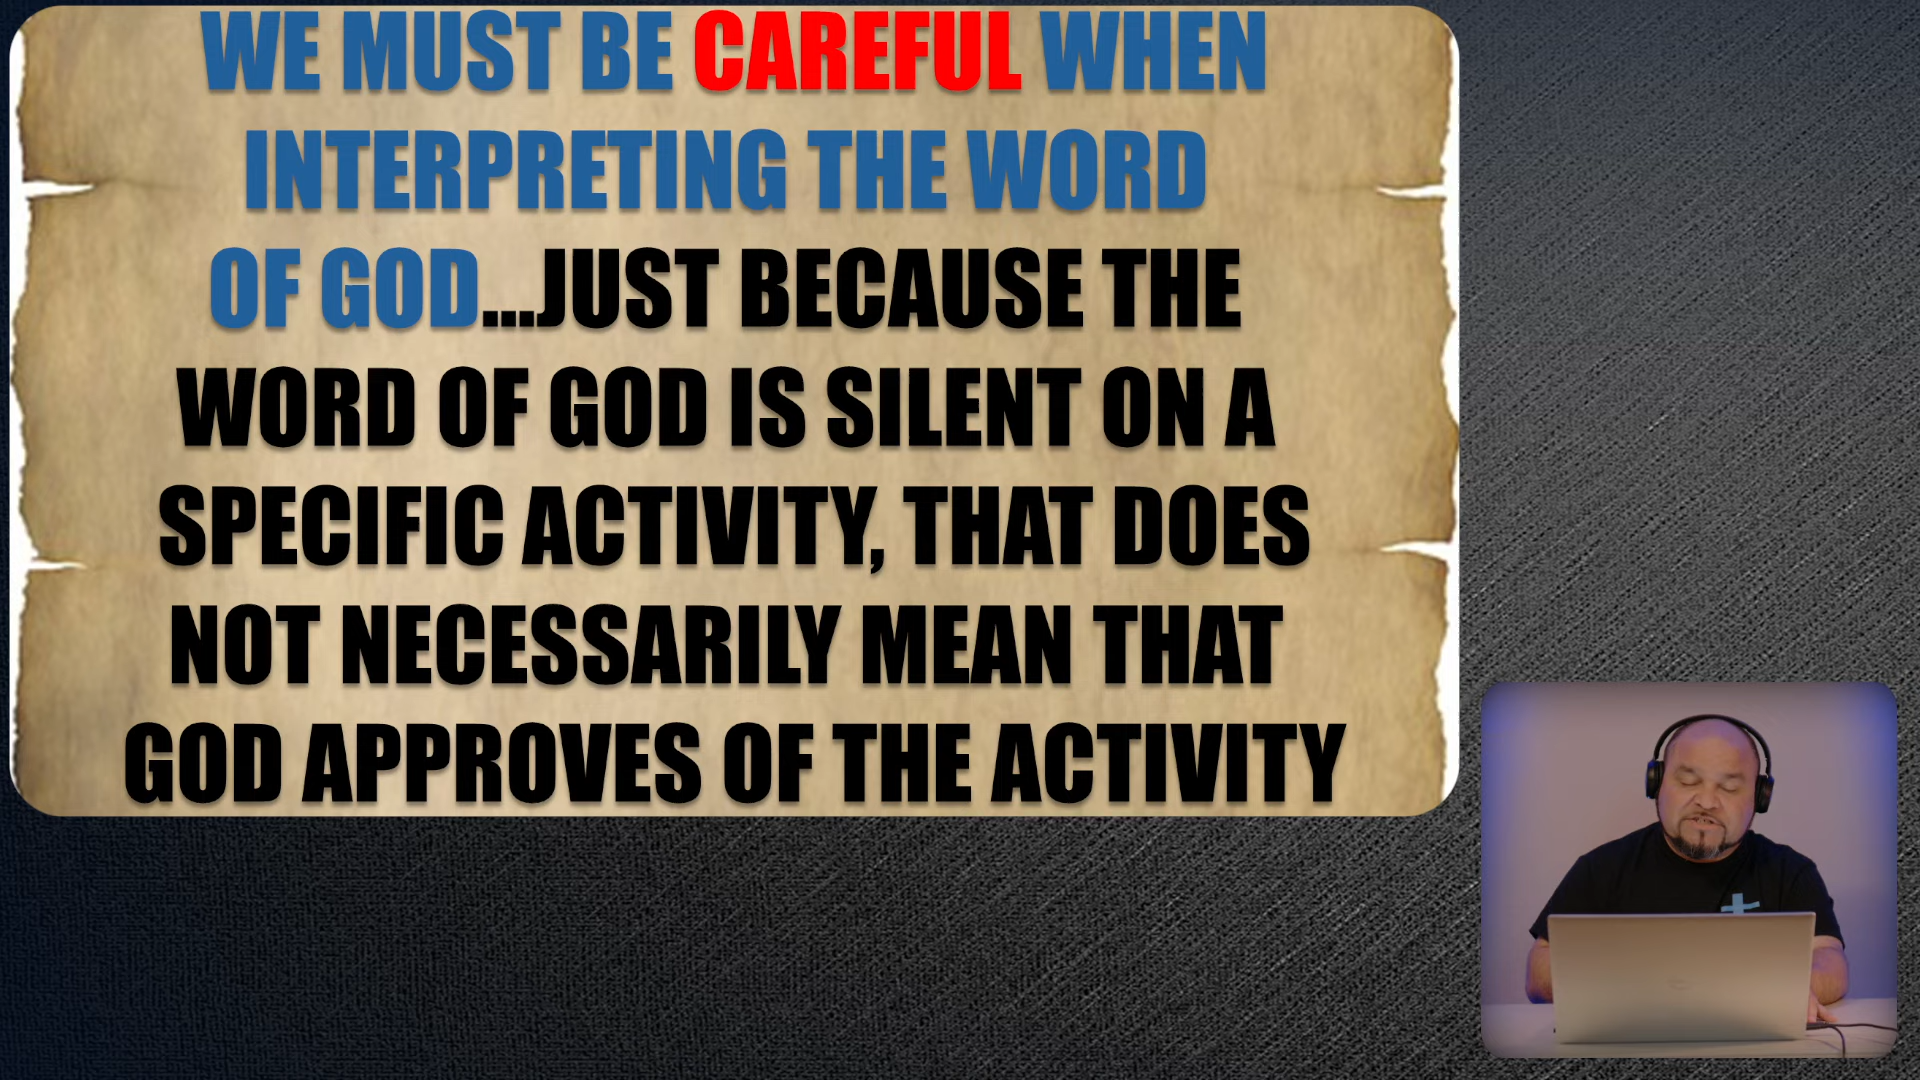 WE MUST BE CAREFUL WHEN
INTERPRETING THE WORD
OF GOD...JUST BECAUSE THE
WORD OF GOD IS SILENT ON A
SPECIFIC ACTIVITY, THAT DOES
NOT NECESSARILY MEAN THAT
GOD APPROVES OF THE ACTIVITY